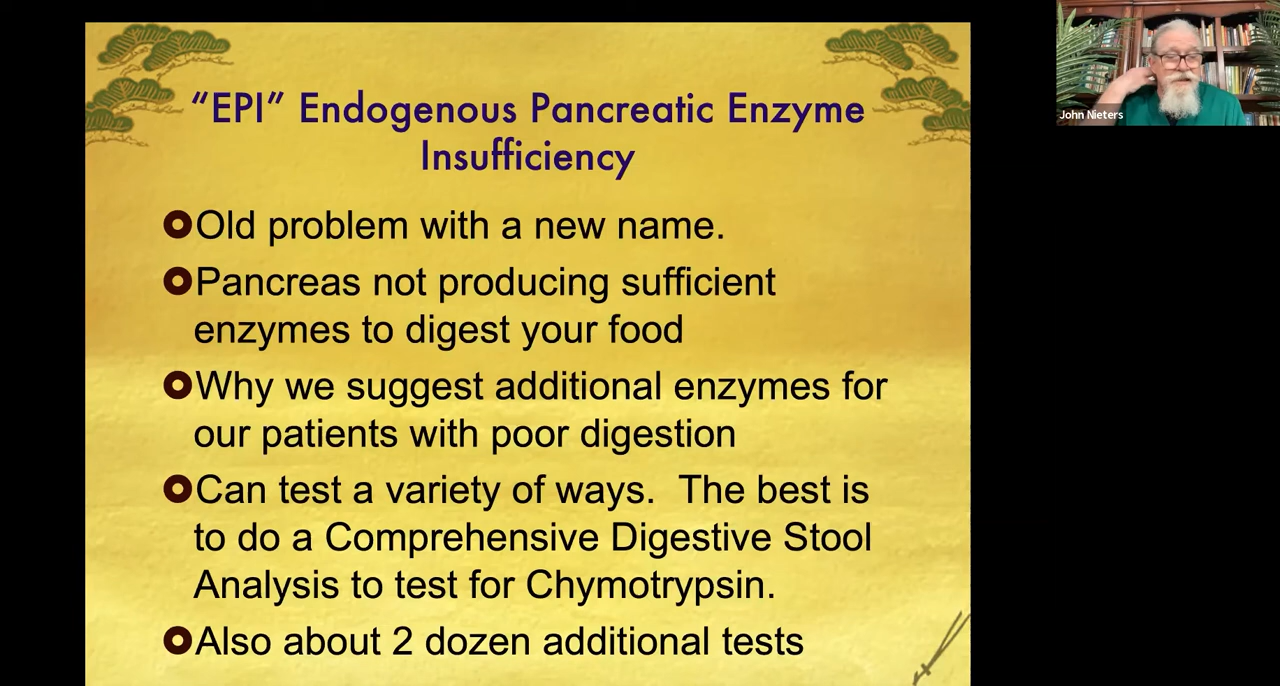 “EPI” Endogenous Pancreatic Enzyme
Insufficiency
Old problem with a new name.
Pancreas not producing sufficient
enzymes to digest your food
Why we suggest additional enzymes for
our patients with poor digestion
Can test a variety of ways.  The best is
to do a Comprehensive Digestive Stool
Analysis to test for Chymotrypsin.
Also about 2 dozen additional tests
John Nieters